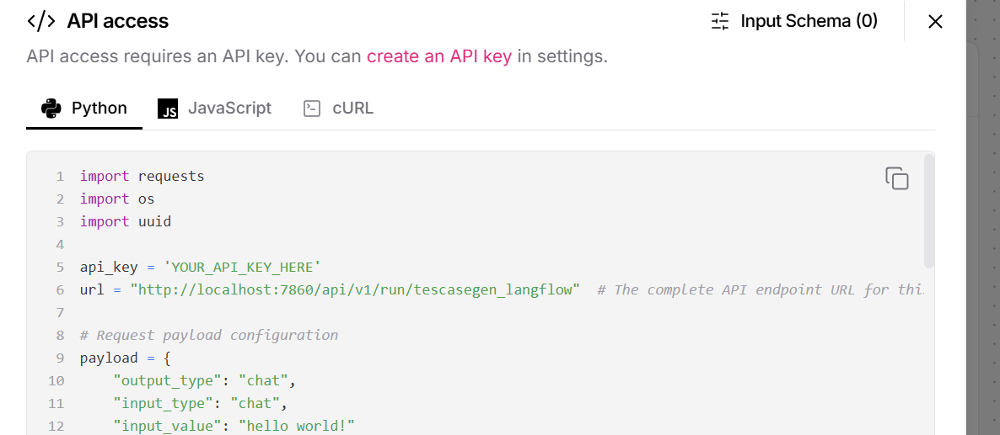 </> API access
Input Schema (0)
API access requires an API key. You can create an API key in settings.
Python
JS JavaScript
cURL
1 import requests
2 import os
3 import uuid
4
5 api_key = 'YOUR_API_KEY_HERE'
6 url = "http://localhost:7860/api/v1/run/tescasegen_langflow"  # The complete API endpoint URL for thi
7
8 # Request payload configuration
9 payload = {
10     "output_type": "chat",
11     "input_type": "chat",
12     "input_value": "hello world!"